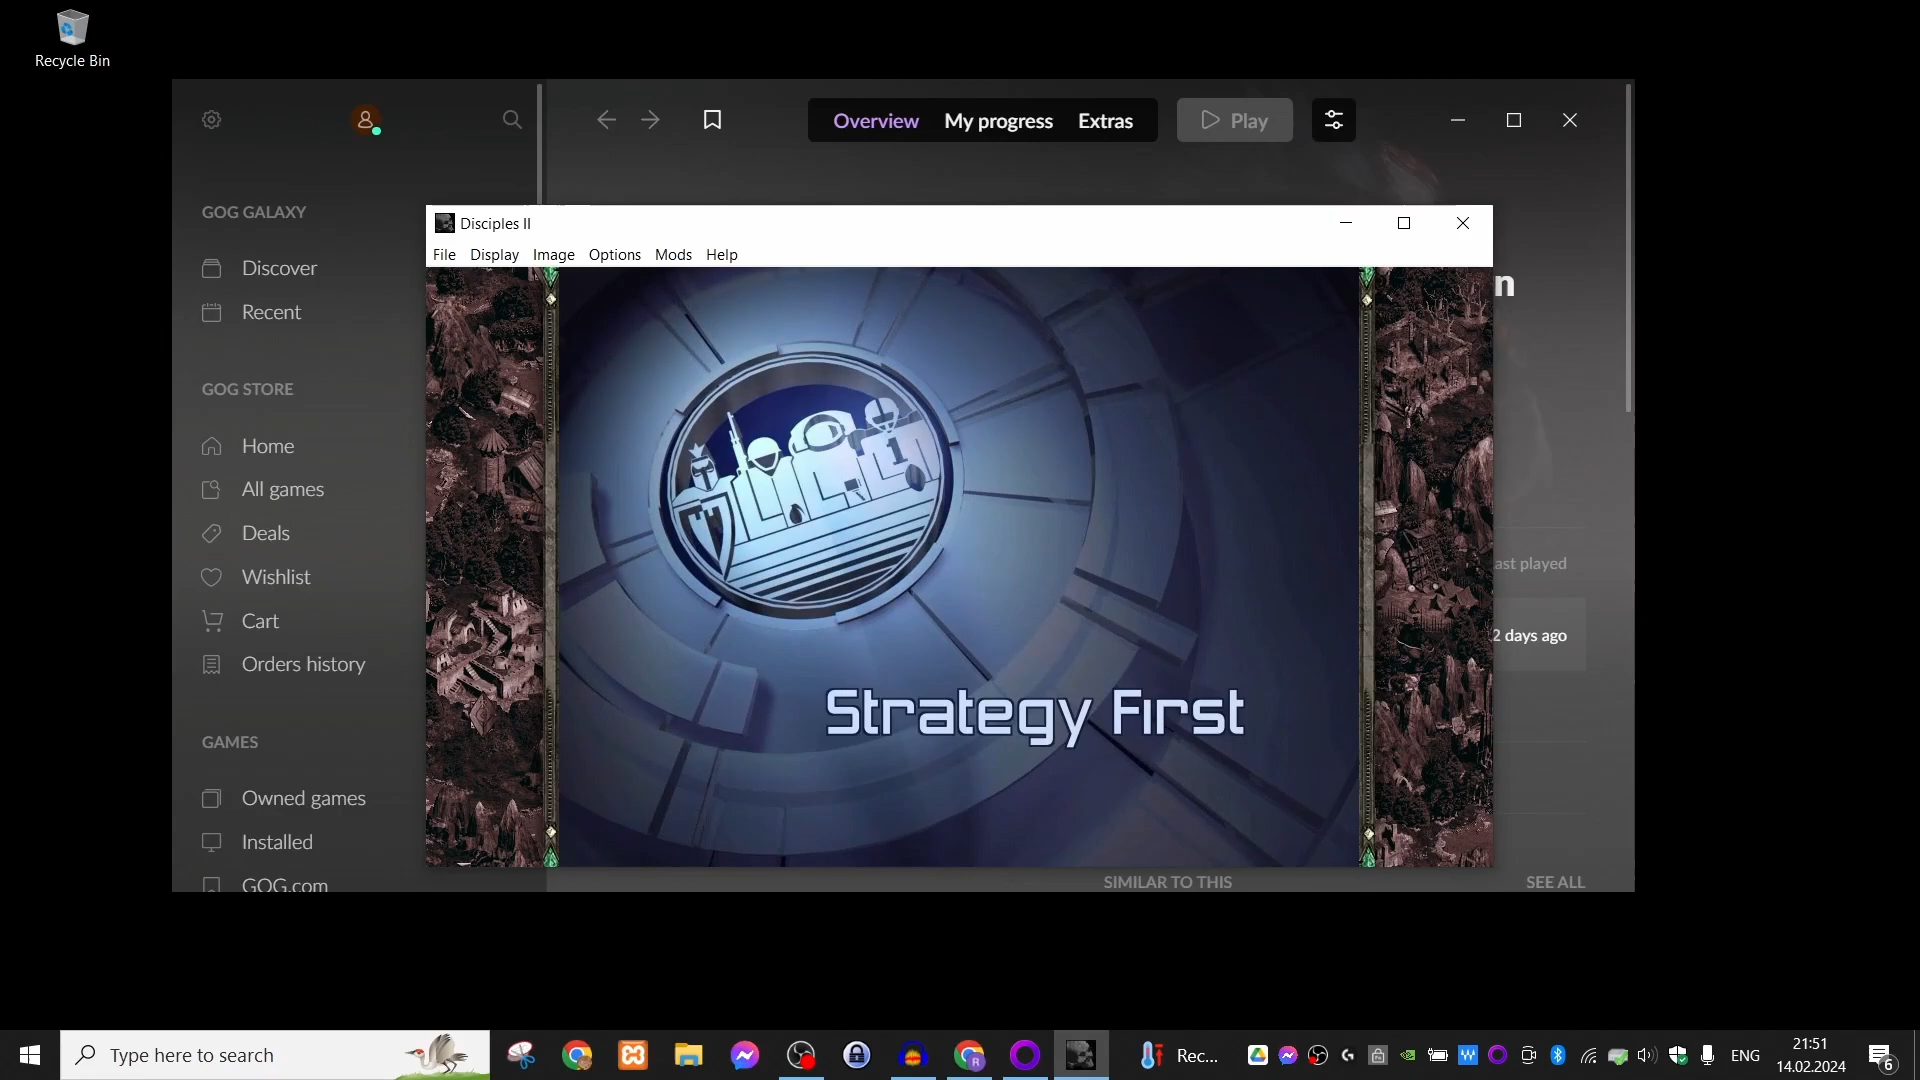 Recycle Bin
Overview My progress Extras Play
GOG GALAXY
Discover
Recent
GOG STORE
Home
All games
Deals
Wishlist
Cart
Orders history
GAMES
Owned games
Installed
GOG.com
Disciples II
File Display Image Options Mods Help
1
Strategy First
n
ast played
2 days ago
SIMILAR TO THIS SEE ALL
Type here to search
Rec...
ENG
21:51
14.02.2024
6